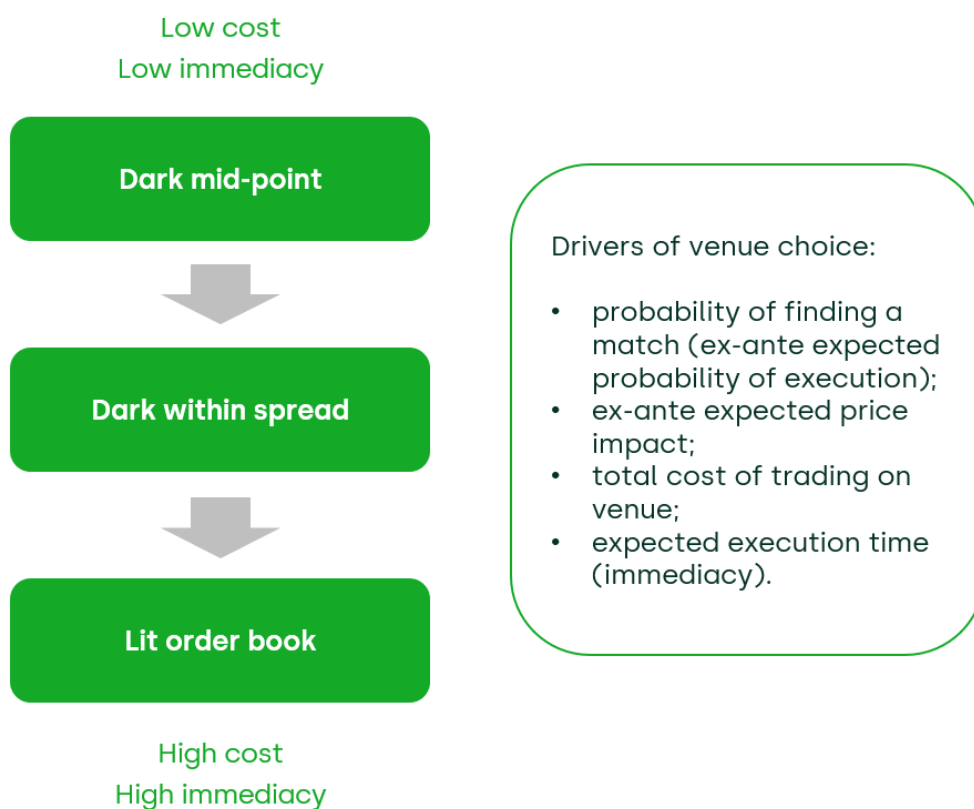 Low cost
Low immediacy
Dark mid-point
Dark within spread
Lit order book
High cost
High immediacy
Drivers of venue choice:
• probability of finding a
match (ex-ante expected
probability of execution);
• ex-ante expected price
impact;
• total cost of trading on
venue;
• expected execution time
(immediacy).